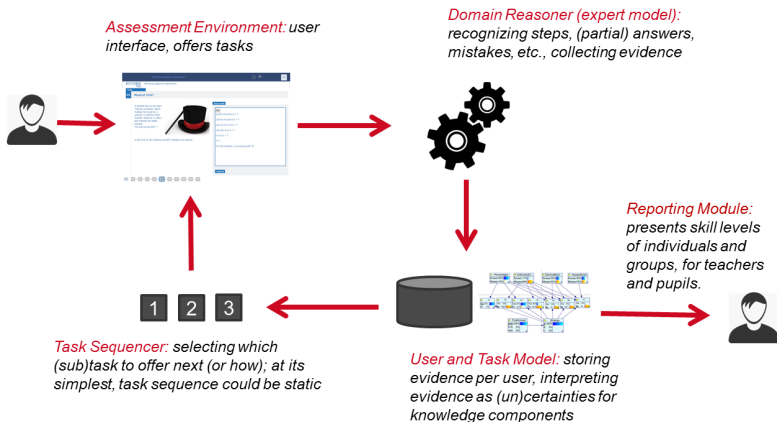 Assessment Environment: user
interface, offers tasks
Domain Reasoner (expert model):
recognizing steps, (partial) answers,
mistakes, etc., collecting evidence
Reporting Module:
presents skill levels
of individuals and
groups, for teachers
and pupils.
1 2 3
Task Sequencer: selecting which
(sub)task to offer next (or how); at its
simplest, task sequence could be static
User and Task Model: storing
evidence per user, interpreting
evidence as (un)certainties for
knowledge components